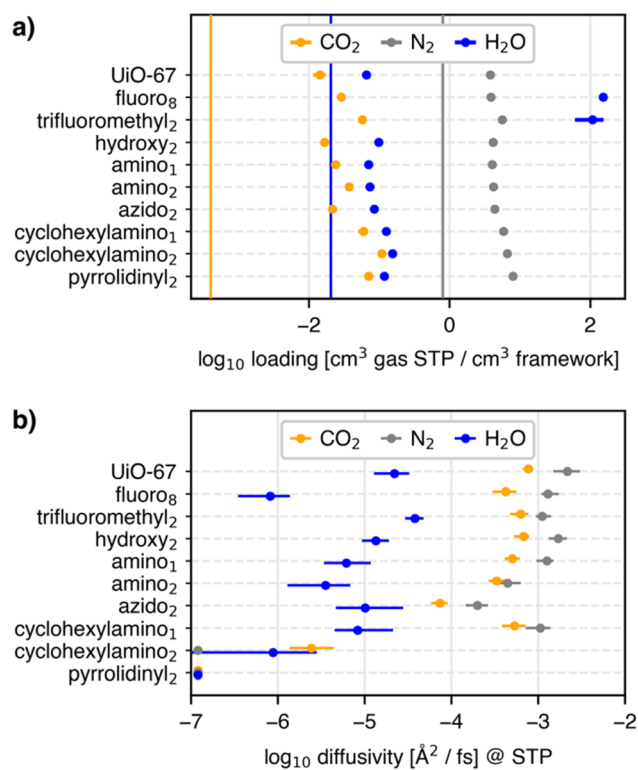 a)
CO₂ N₂ H₂O
UiO-67
fluoro₈
trifluoromethyl₂
hydroxy₂
amino₁
amino₂
azido₂
cyclohexylamino₁
cyclohexylamino₂
pyrrolidinyl₂
−2 0 2
log₁₀ loading [cm³ gas STP / cm³ framework]
b)
CO₂ N₂ H₂O
UiO-67
fluoro₈
trifluoromethyl₂
hydroxy₂
amino₁
amino₂
azido₂
cyclohexylamino₁
cyclohexylamino₂
pyrrolidinyl₂
−7 −6 −5 −4 −3 −2
log₁₀ diffusivity [Å² / fs] @ STP